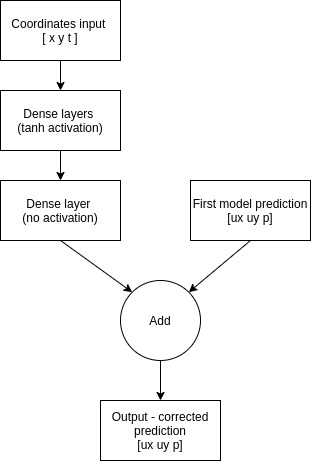 Coordinates input
[ x y t ]
Dense layers
(tanh activation)
Dense layer
(no activation)
First model prediction
[ux uy p]
Add
Output - corrected
prediction
[ux uy p]